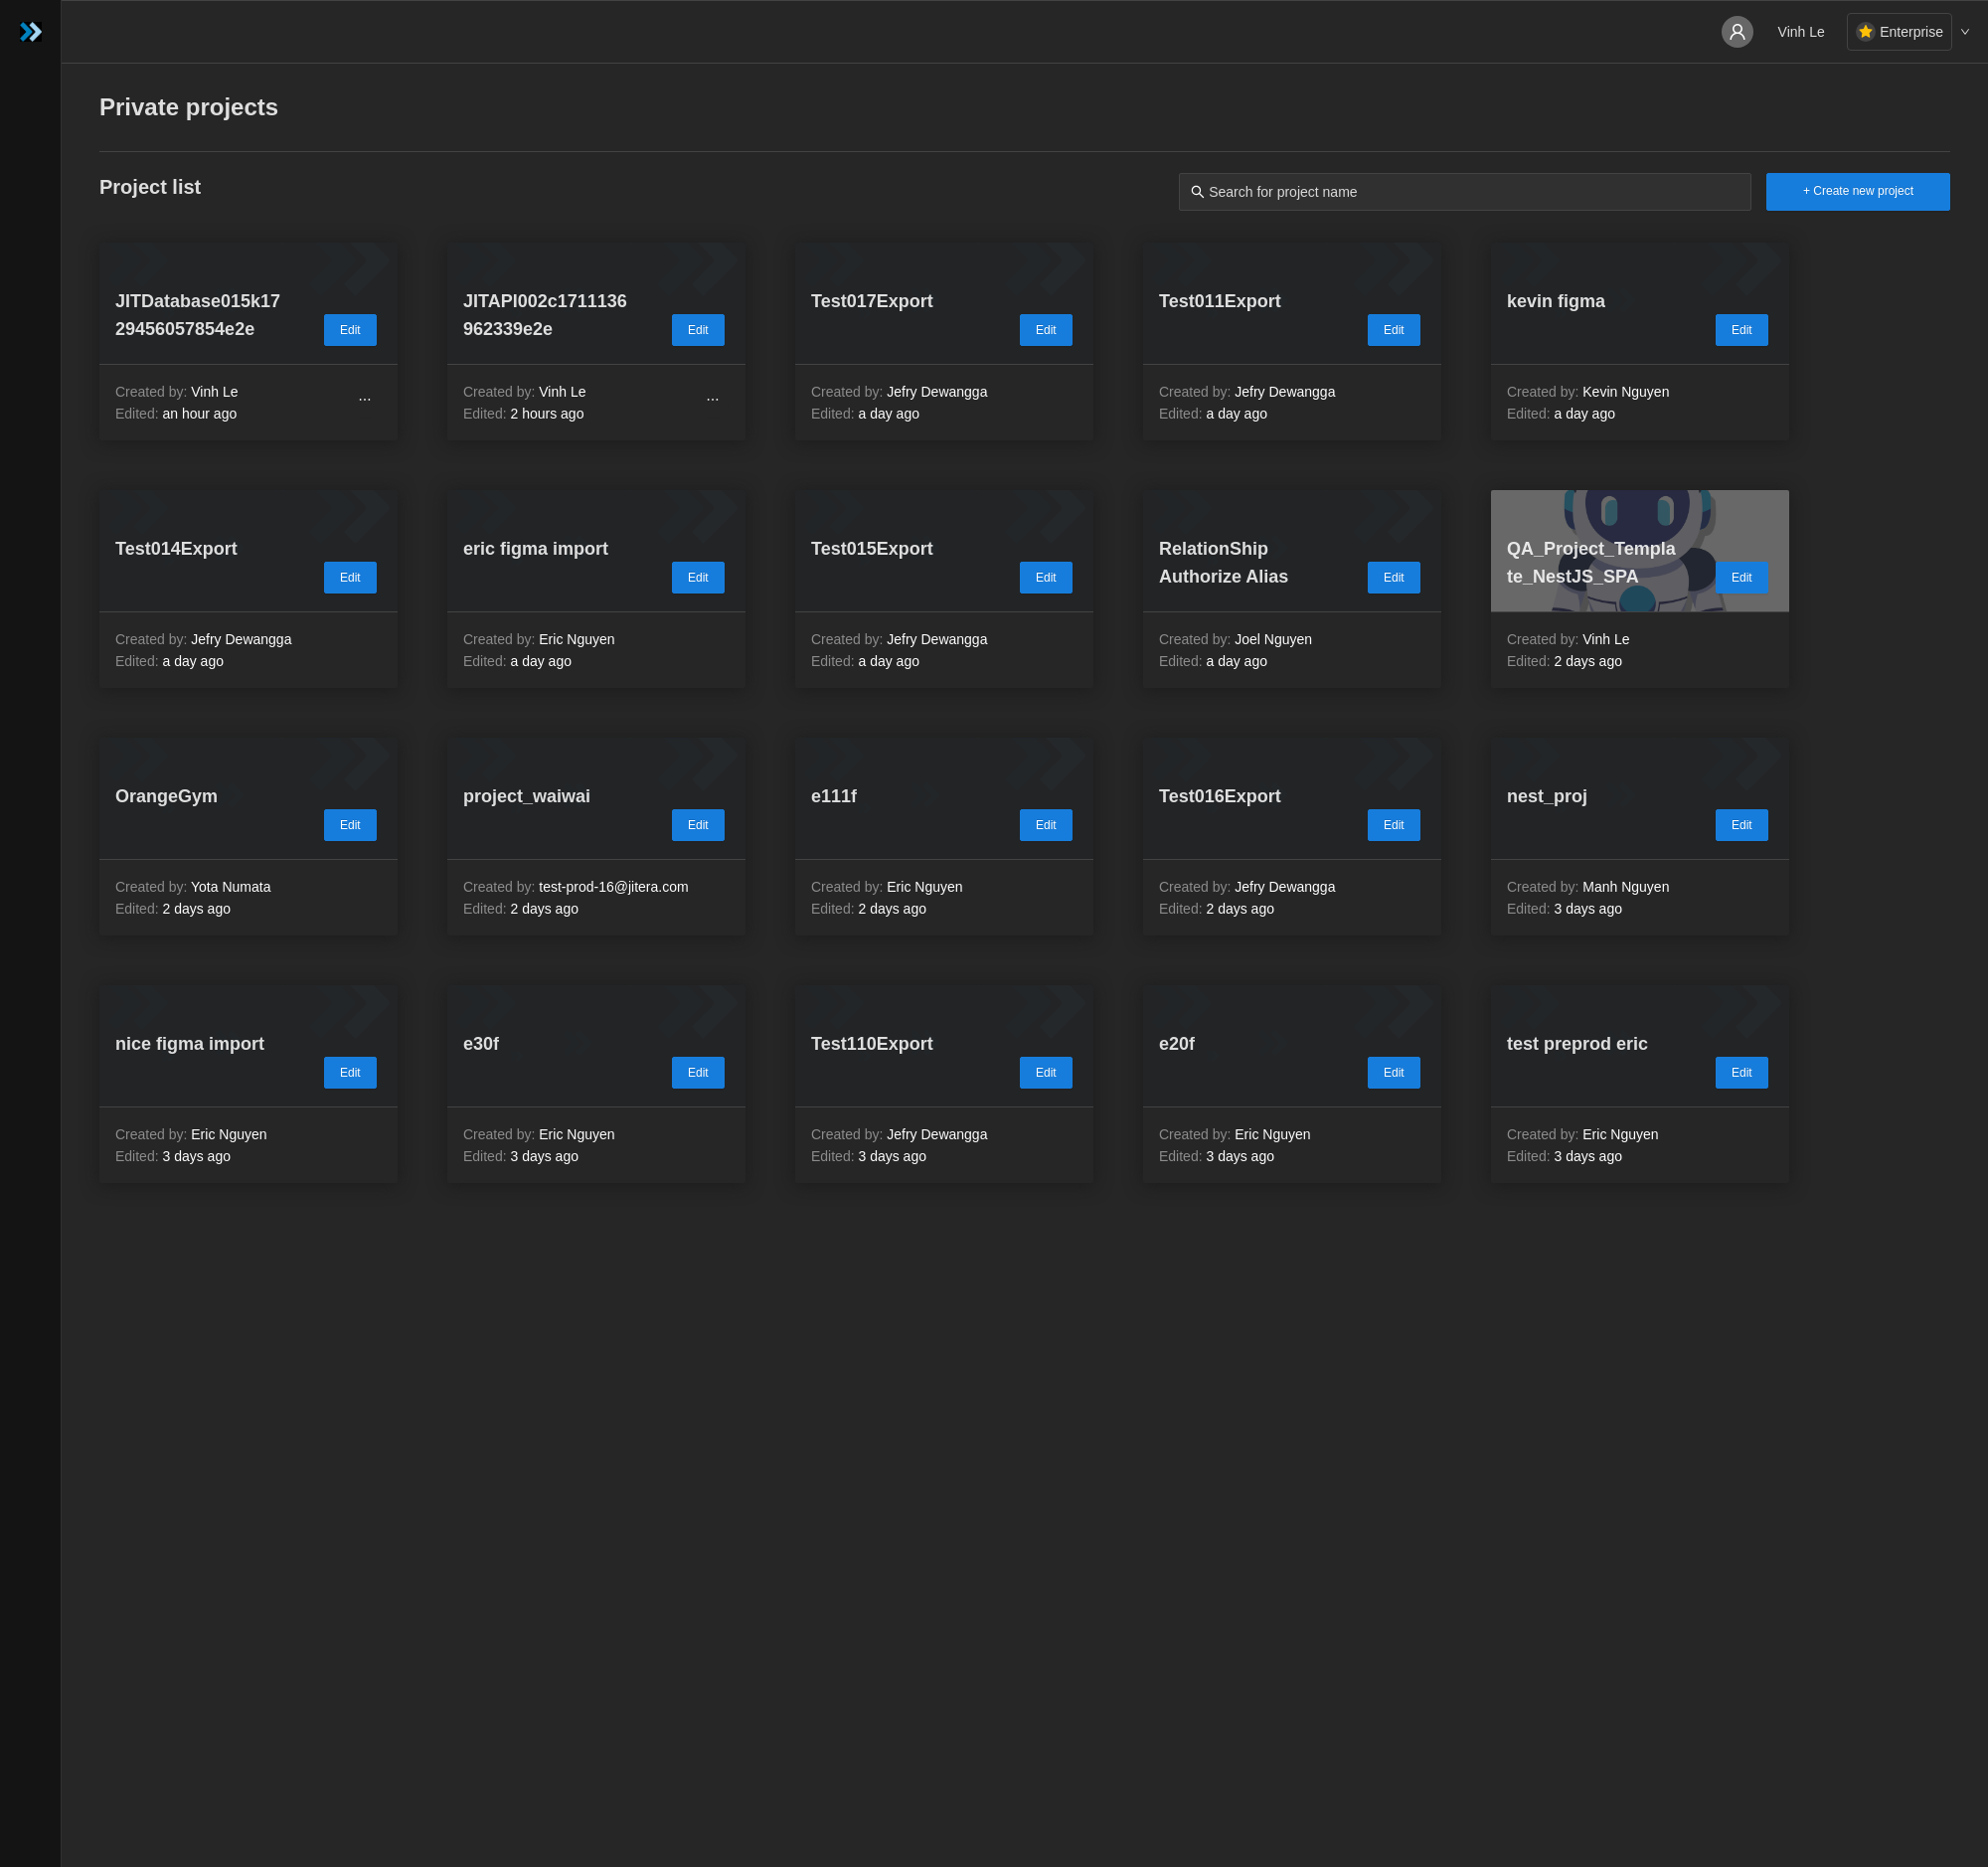 Vinh Le
Enterprise
Private projects
Project list
Search for project name
+ Create new project
JITDatabase015k17
29456057854e2e
Edit
Created by: Vinh Le
...
Edited: an hour ago
JITAPI002c1711136
962339e2e
Edit
Created by: Vinh Le
...
Edited: 2 hours ago
Test017Export
Edit
Created by: Jefry Dewangga
Edited: a day ago
Test011Export
Edit
Created by: Jefry Dewangga
Edited: a day ago
kevin figma
Edit
Created by: Kevin Nguyen
Edited: a day ago
Test014Export
Edit
Created by: Jefry Dewangga
Edited: a day ago
eric figma import
Edit
Created by: Eric Nguyen
Edited: a day ago
Test015Export
Edit
Created by: Jefry Dewangga
Edited: a day ago
RelationShip
Authorize Alias
Edit
Created by: Joel Nguyen
Edited: a day ago
QA_Project_Templa
te_NestJS_SPA
Edit
Created by: Vinh Le
Edited: 2 days ago
OrangeGym
Edit
Created by: Yota Numata
Edited: 2 days ago
project_waiwai
Edit
Created by: test-prod-16@jitera.com
Edited: 2 days ago
e111f
Edit
Created by: Eric Nguyen
Edited: 2 days ago
Test016Export
Edit
Created by: Jefry Dewangga
Edited: 2 days ago
nest_proj
Edit
Created by: Manh Nguyen
Edited: 3 days ago
nice figma import
Edit
Created by: Eric Nguyen
Edited: 3 days ago
e30f
Edit
Created by: Eric Nguyen
Edited: 3 days ago
Test110Export
Edit
Created by: Jefry Dewangga
Edited: 3 days ago
e20f
Edit
Created by: Eric Nguyen
Edited: 3 days ago
test preprod eric
Edit
Created by: Eric Nguyen
Edited: 3 days ago